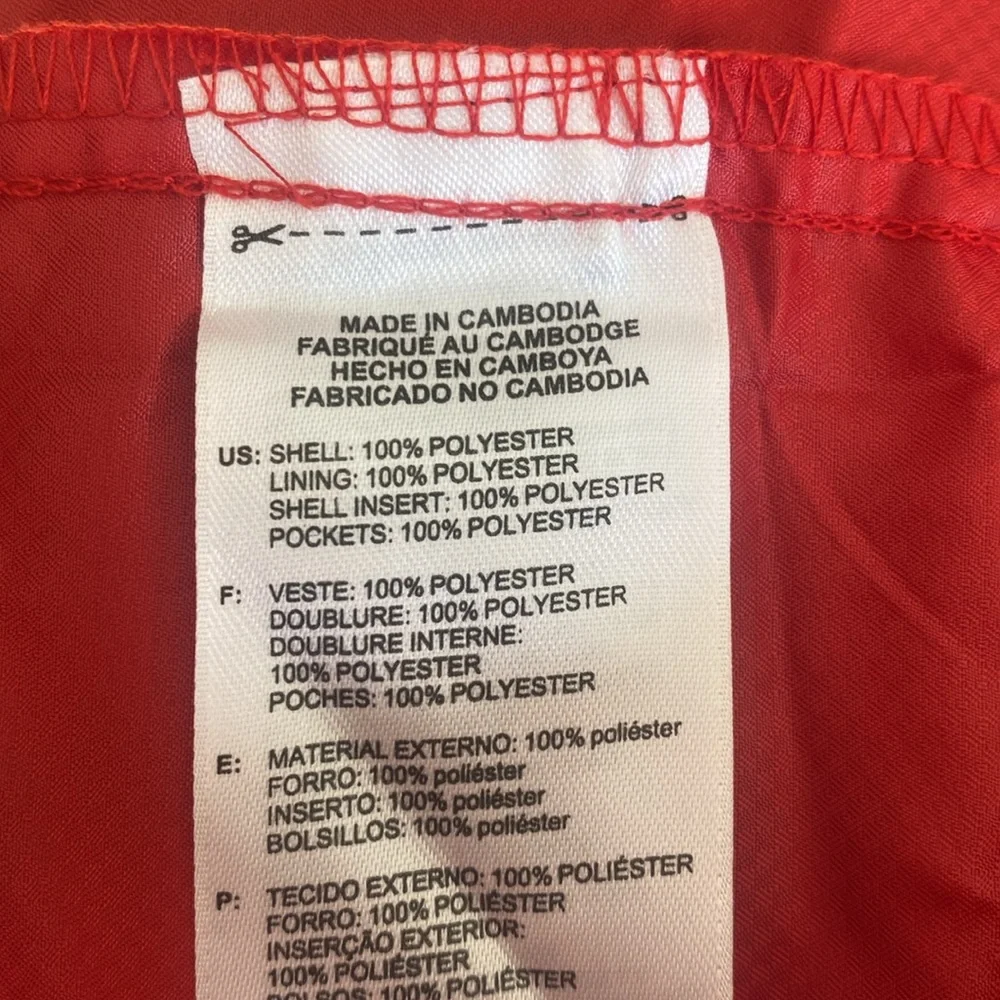 MADE IN CAMBODIA
FABRIQUÉ AU CAMBODGE
HECHO EN CAMBOYA
FABRICADO NO CAMBODIA
US: SHELL: 100% POLYESTER
LINING: 100% POLYESTER
SHELL INSERT: 100% POLYESTER
POCKETS: 100% POLYESTER
F: VESTE: 100% POLYESTER
DOUBLURE: 100% POLYESTER
DOUBLURE INTERNE:
100% POLYESTER
POCHES: 100% POLYESTER
E: MATERIAL EXTERNO: 100% poliéster
FORRO: 100% poliéster
INSERTO: 100% poliéster
BOLSILLOS: 100% poliéster
P: TECIDO EXTERNO: 100% POLIÉSTER
FORRO: 100% POLIÉSTER
INSERÇÃO EXTERIOR:
100% POLIÉSTER
BOLSOS: 100% POLIÉSTER